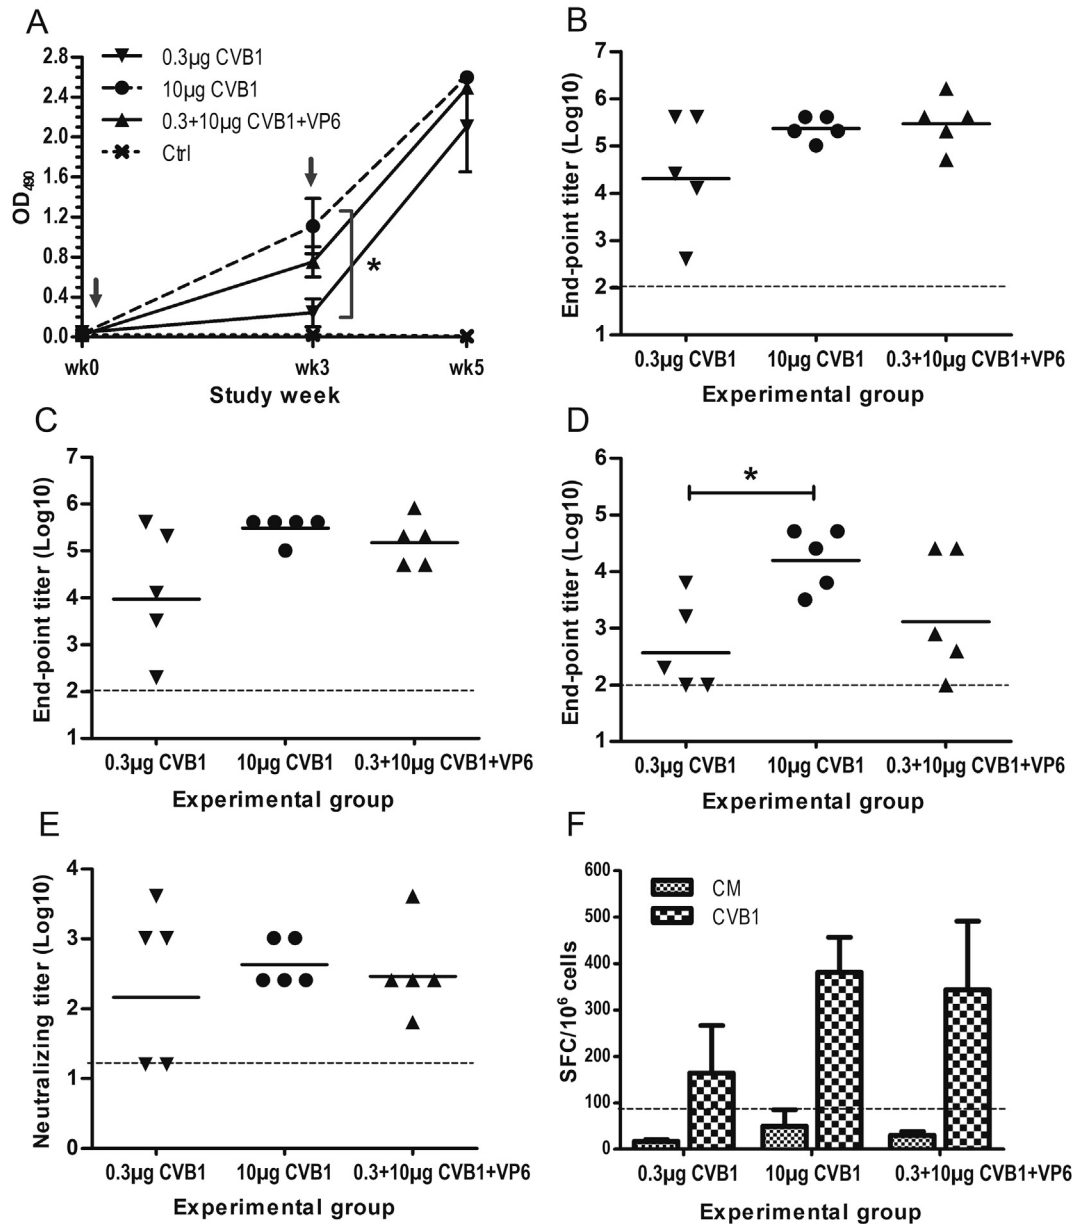 A
0.3µg CVB1
10µg CVB1
0.3+10µg CVB1+VP6
Ctrl
OD490
2.8
2.4
2.0
1.6
1.2
0.8
0.4
0.0
*
wk0 wk3 wk5
Study week
B
End-point titer (Log10)
7
6
5
4
3
2
1
0.3µg CVB1 10µg CVB1 0.3+10µg CVB1+VP6
Experimental group
C
End-point titer (Log10)
7
6
5
4
3
2
1
0.3µg CVB1 10µg CVB1 0.3+10µg CVB1+VP6
Experimental group
D
End-point titer (Log10)
6
5
4
3
2
1
*
0.3µg CVB1 10µg CVB1 0.3+10µg CVB1+VP6
Experimental group
E
Neutralizing titer (Log10)
4
3
2
1
0
0.3µg CVB1 10µg CVB1 0.3+10µg CVB1+VP6
Experimental group
F
CM
CVB1
SFC/10⁶ cells
600
500
400
300
200
100
0
0.3µg CVB1 10µg CVB1 0.3+10µg CVB1+VP6
Experimental group